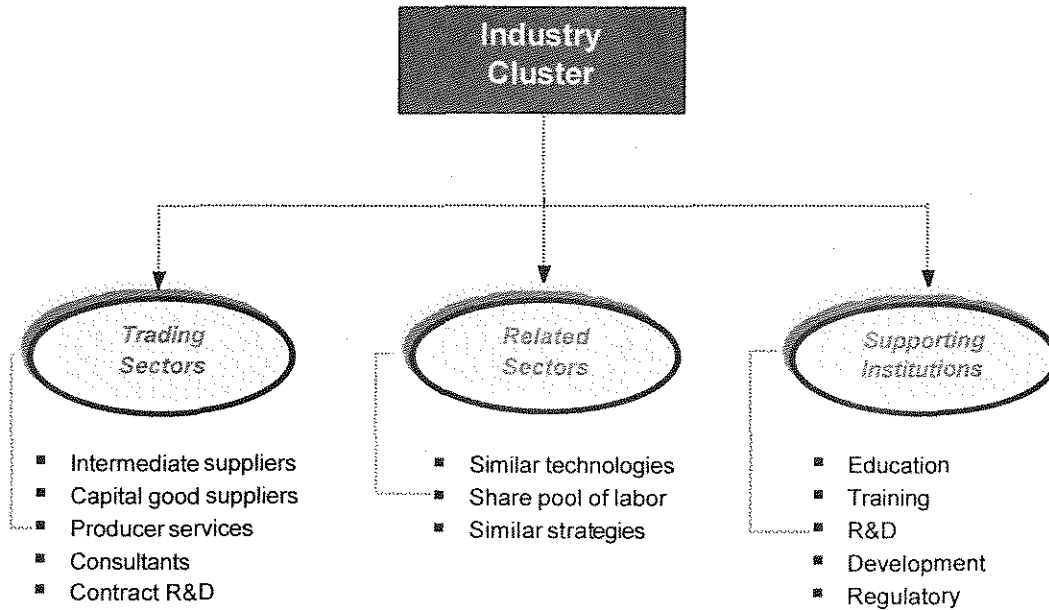 Industry
Cluster
Trading
Sectors
Related
Sectors
Supporting
Institutions
Intermediate suppliers
Capital good suppliers
Producer services
Consultants
Contract R&D
Similar technologies
Share pool of labor
Similar strategies
Education
Training
R&D
Development
Regulatory